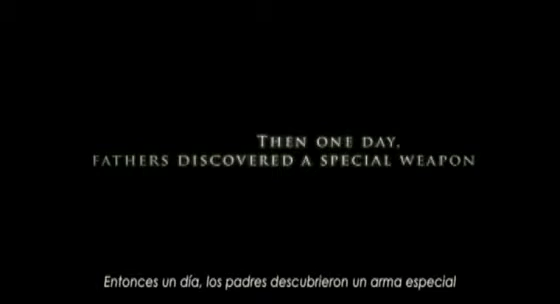 THEN ONE DAY,
FATHERS DISCOVERED A SPECIAL WEAPON
Entonces un día, los padres descubrieron un arma especial